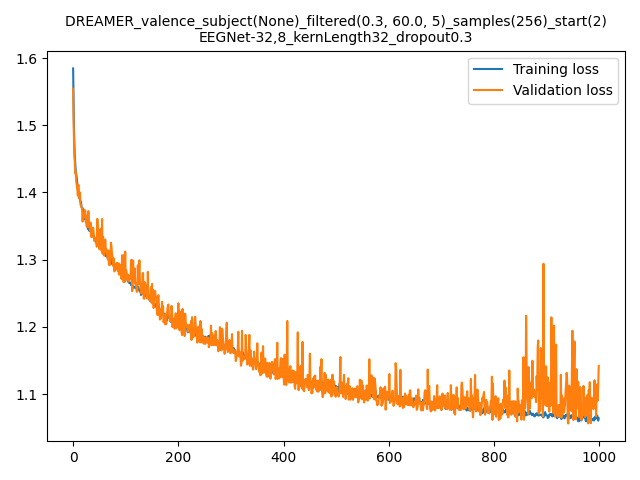 DREAMER_valence_subject(None)_filtered(0.3, 60.0, 5)_samples(256)_start(2)
EEGNet-32,8_kernLength32_dropout0.3
Training loss
Validation loss
1.6
1.5
1.4
1.3
1.2
1.1
0 200 400 600 800 1000